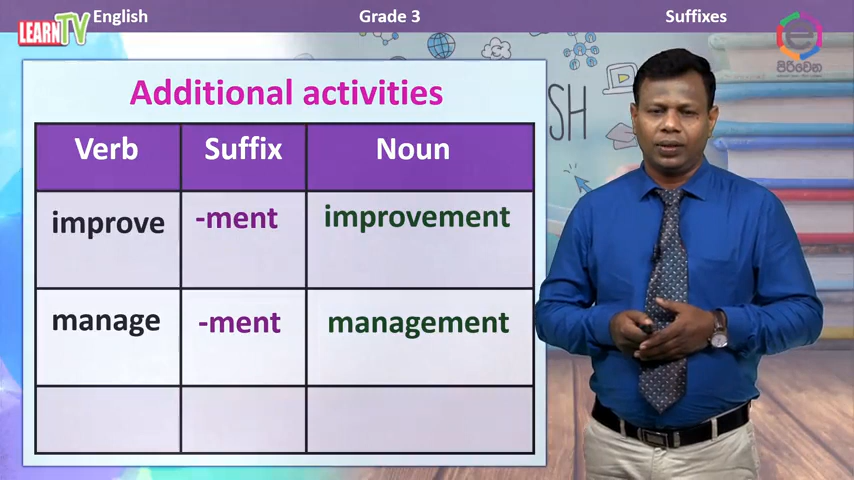 English
Grade 3
Suffixes
LEARN TV
පිරිවෙන
Additional activities
Verb Suffix Noun
improve -ment improvement
manage -ment management
SH